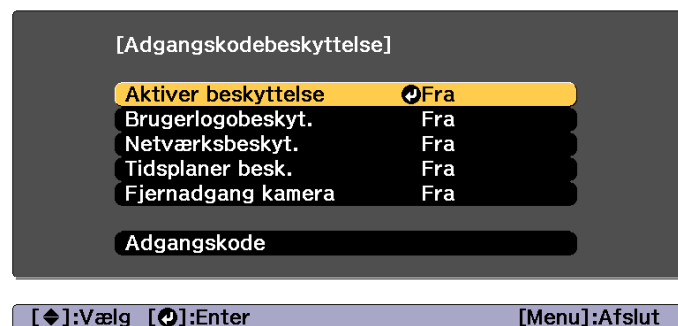 [Adgangskodebeskyttelse]
Aktiver beskyttelse Fra
Brugerlogobeskyt. Fra
Netværksbeskyt. Fra
Tidsplaner besk. Fra
Fjernadgang kamera Fra
Adgangskode
[◆]:Vælg [↵]:Enter [Menu]:Afslut